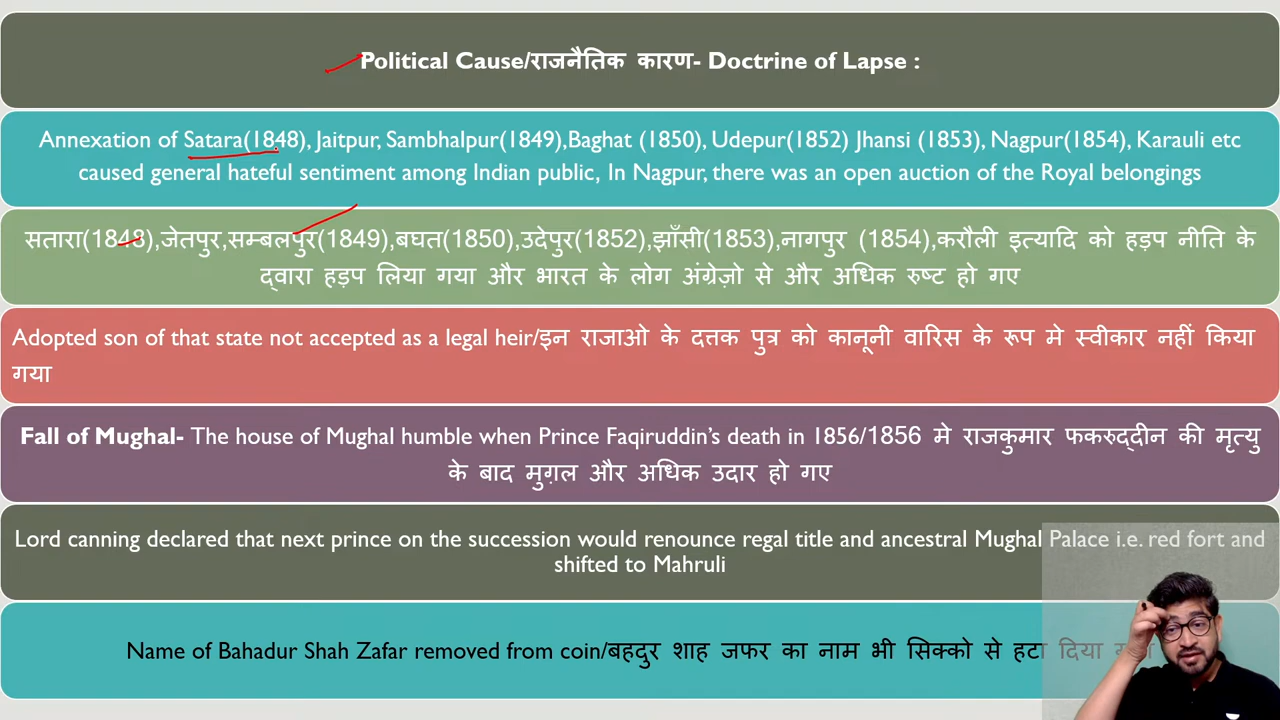 Political Cause/राजनैतिक कारण- Doctrine of Lapse :
Annexation of Satara(1848), Jaitpur, Sambhalpur(1849),Baghat (1850), Udepur(1852) Jhansi (1853), Nagpur(1854), Karauli etc
caused general hateful sentiment among Indian public, In Nagpur, there was an open auction of the Royal belongings
सतारा(1848),जेतपुर,सम्बलपुर(1849),बघत(1850),उदेपुर(1852),झाँसी(1853),नागपुर (1854),करौली इत्यादि को हड़प नीति के
द्वारा हड़प लिया गया और भारत के लोग अंग्रेज़ो से और अधिक रुष्ट हो गए
Adopted son of that state not accepted as a legal heir/इन राजाओ के दत्तक पुत्र को कानूनी वारिस के रूप मे स्वीकार नहीं किया
गया
Fall of Mughal- The house of Mughal humble when Prince Faqiruddin’s death in 1856/1856 मे राजकुमार फकरुद्दीन की मृत्यु
के बाद मुग़ल और अधिक उदार हो गए
Lord canning declared that next prince on the succession would renounce regal title and ancestral Mughal Palace i.e. red fort and
shifted to Mahruli
Name of Bahadur Shah Zafar removed from coin/बहदुर शाह जफर का नाम भी सिक्को से हटा दिया